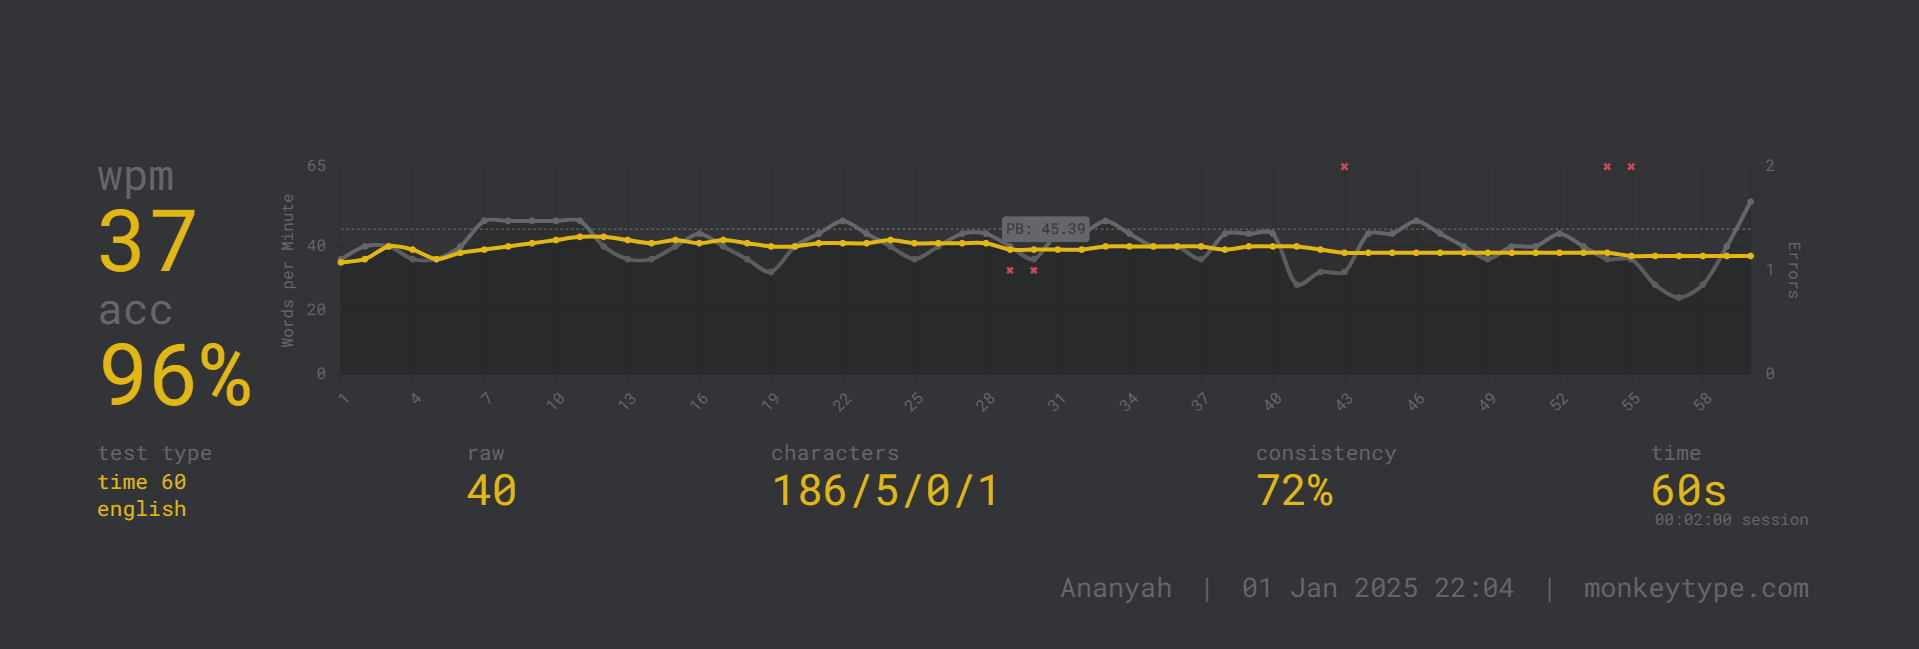 wpm
37
acc
96%
Words per Minute
65
40
20
0
PB: 45.39
2
1
0
Errors
1 4 7 10 13 16 19 22 25 28 31 34 37 40 43 46 49 52 55 58
test type
time 60
english
raw
40
characters
186/5/0/1
consistency
72%
time
60s
00:02:00 session
Ananyah | 01 Jan 2025 22:04 | monkeytype.com